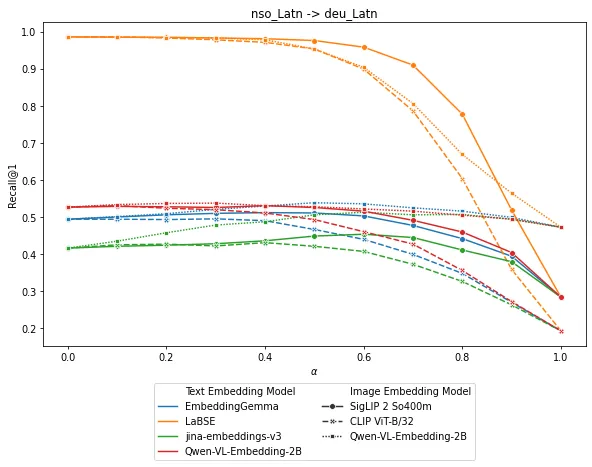 nso_Latn -> deu_Latn
Recall@1
1.0
0.9
0.8
0.7
0.6
0.5
0.4
0.3
0.2
0.0 0.2 0.4 0.6 0.8 1.0
α
Text Embedding Model Image Embedding Model
EmbeddingGemma SigLIP 2 So400m
LaBSE CLIP ViT-B/32
jina-embeddings-v3 Qwen-VL-Embedding-2B
Qwen-VL-Embedding-2B